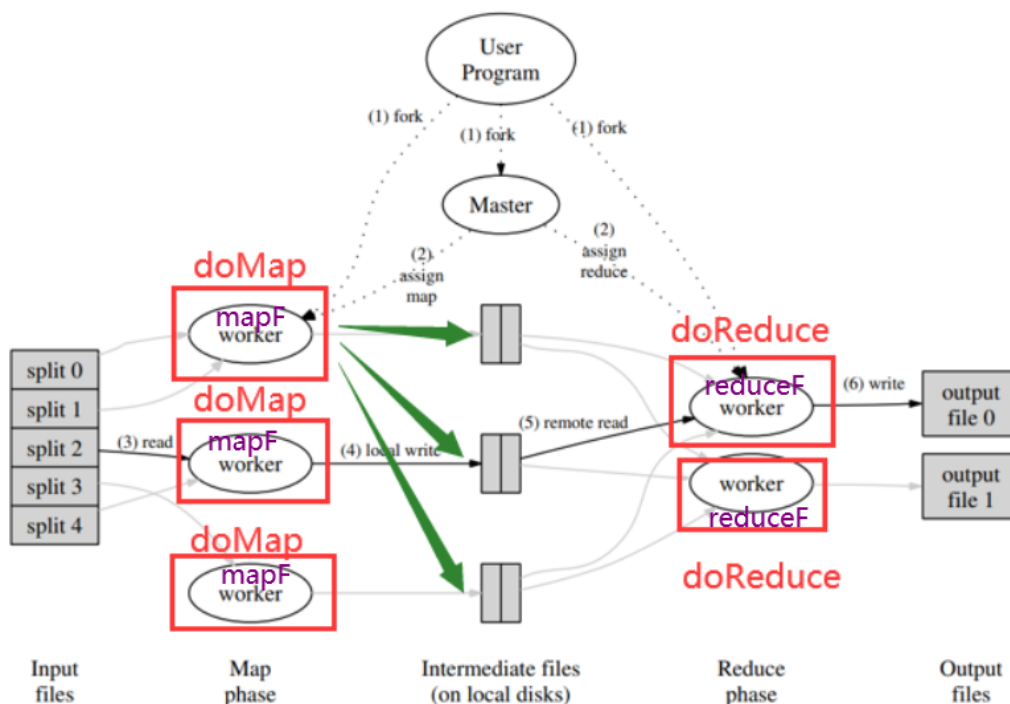 User
Program
(1) fork
(1) fork
(1) fork
Master
(2)
assign
map
(2)
assign
reduce
doMap
mapF
worker
doReduce
reduceF
worker
(6) write
output
file 0
split 0
split 1
split 2
split 3
split 4
(3) read
doMap
mapF
worker
(4) local write
(5) remote read
worker
reduceF
doReduce
output
file 1
doMap
mapF
worker
Input
files
Map
phase
Intermediate files
(on local disks)
Reduce
phase
Output
files